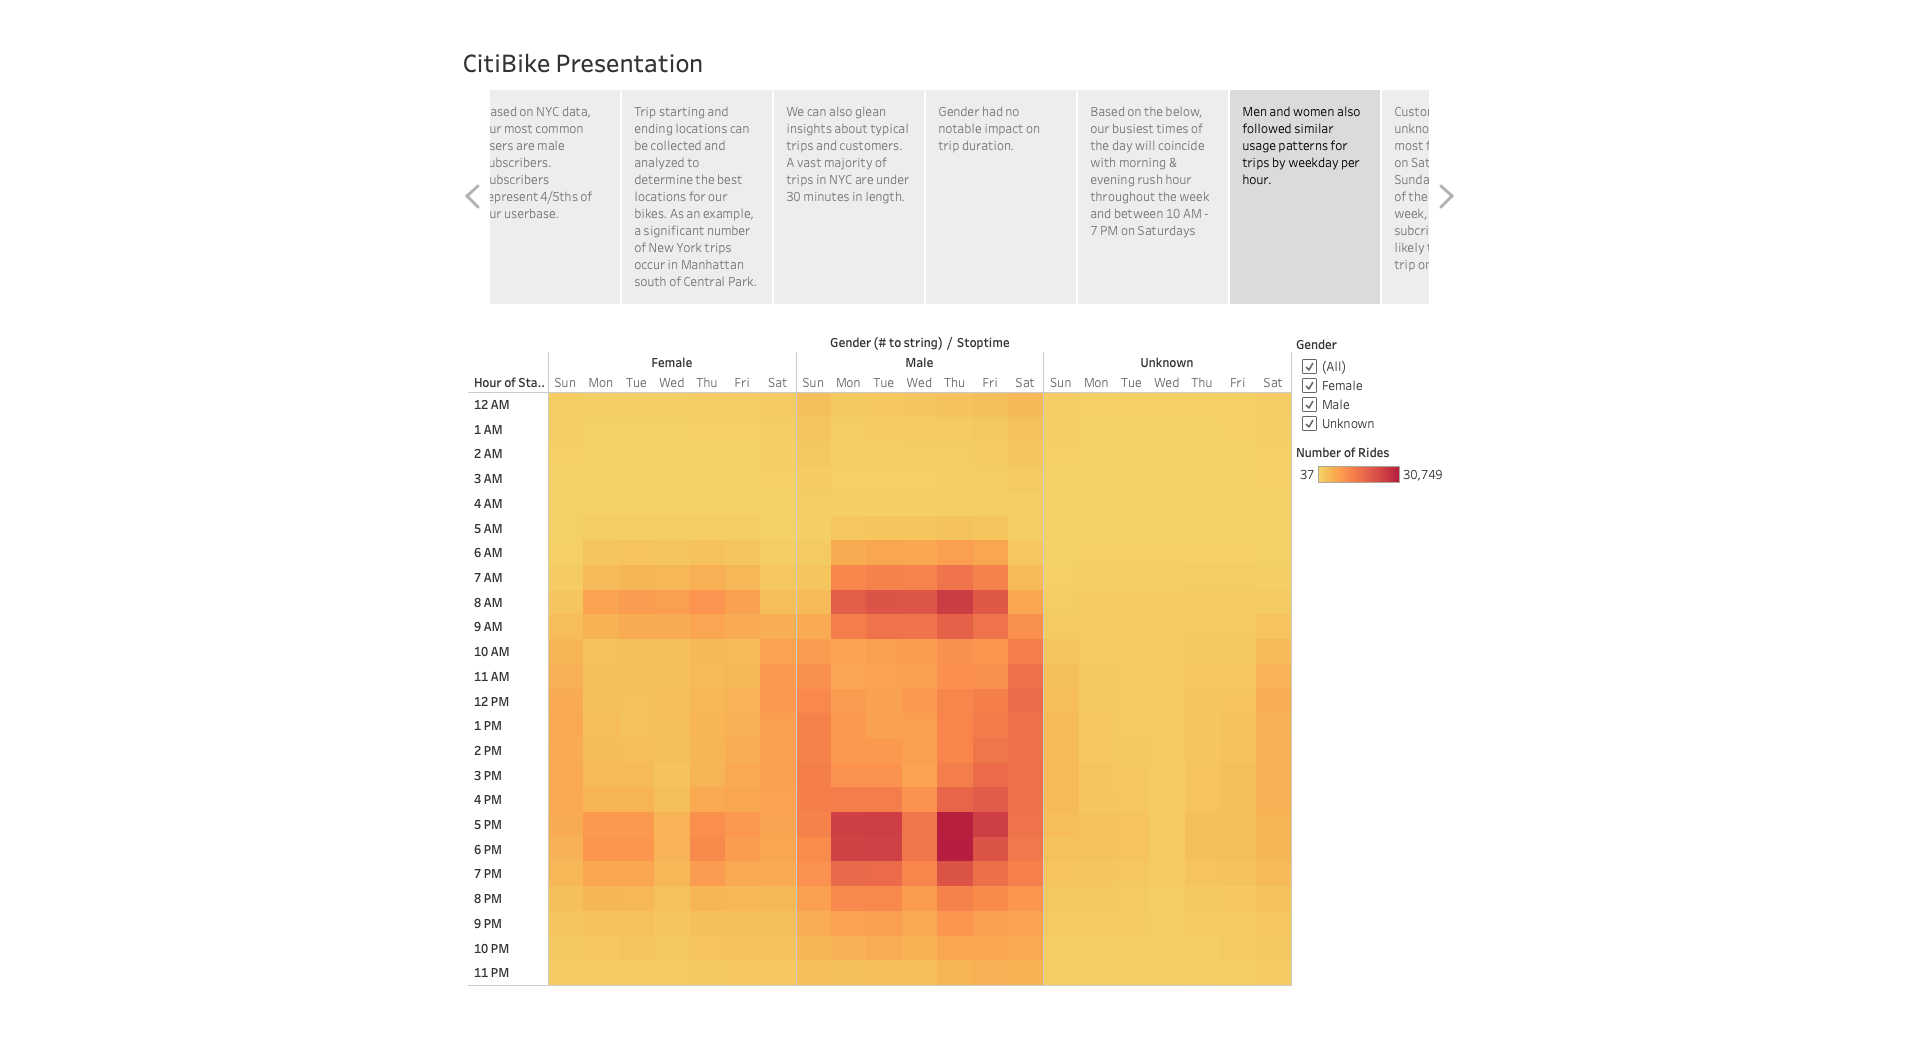 CitiBike Presentation
ased on NYC data,
ur most common
sers are male
ubscribers.
ubscribers
epresent 4/5ths of
ur userbase.
Trip starting and
ending locations can
be collected and
analyzed to
determine the best
locations for our
bikes. As an example,
a significant number
of New York trips
occur in Manhattan
south of Central Park.
We can also glean
insights about typical
trips and customers.
A vast majority of
trips in NYC are under
30 minutes in length.
Gender had no
notable impact on
trip duration.
Based on the below,
our busiest times of
the day will coincide
with morning &
evening rush hour
throughout the week
and between 10 AM -
7 PM on Saturdays
Men and women also
followed similar
usage patterns for
trips by weekday per
hour.
Custo
unkno
most f
on Sat
Sunda
of the
week,
subcri
likely
trip or
Gender (# to string) / Stoptime
Female Male Unknown
Hour of Sta.. Sun Mon Tue Wed Thu Fri Sat Sun Mon Tue Wed Thu Fri Sat Sun Mon Tue Wed Thu Fri Sat
12 AM
1 AM
2 AM
3 AM
4 AM
5 AM
6 AM
7 AM
8 AM
9 AM
10 AM
11 AM
12 PM
1 PM
2 PM
3 PM
4 PM
5 PM
6 PM
7 PM
8 PM
9 PM
10 PM
11 PM
Gender
(All)
Female
Male
Unknown
Number of Rides
37 30,749